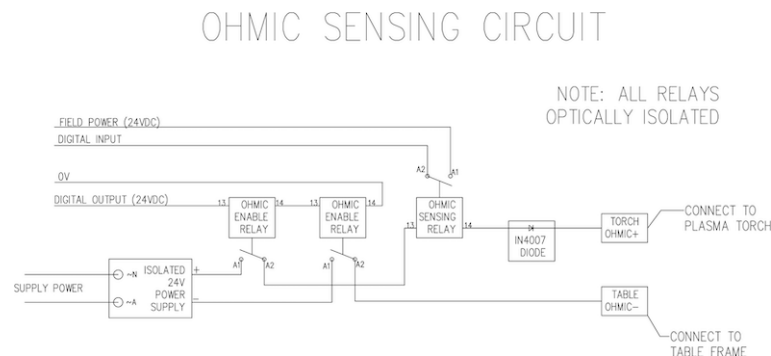 OHMIC SENSING CIRCUIT
NOTE: ALL RELAYS
OPTICALLY ISOLATED
FIELD POWER (24VDC)
DIGITAL INPUT
A2
A1
0V
DIGITAL OUTPUT (24VDC)
13
OHMIC
ENABLE
RELAY
14
13
OHMIC
ENABLE
RELAY
14
13
OHMIC
SENSING
RELAY
14
IN4007
DIODE
TORCH
OHMIC+
CONNECT TO
PLASMA TORCH
A1
A2
A1
A2
SUPPLY POWER
~N
~A
ISOLATED
24V
POWER
SUPPLY
+
-
TABLE
OHMIC-
CONNECT TO
TABLE FRAME